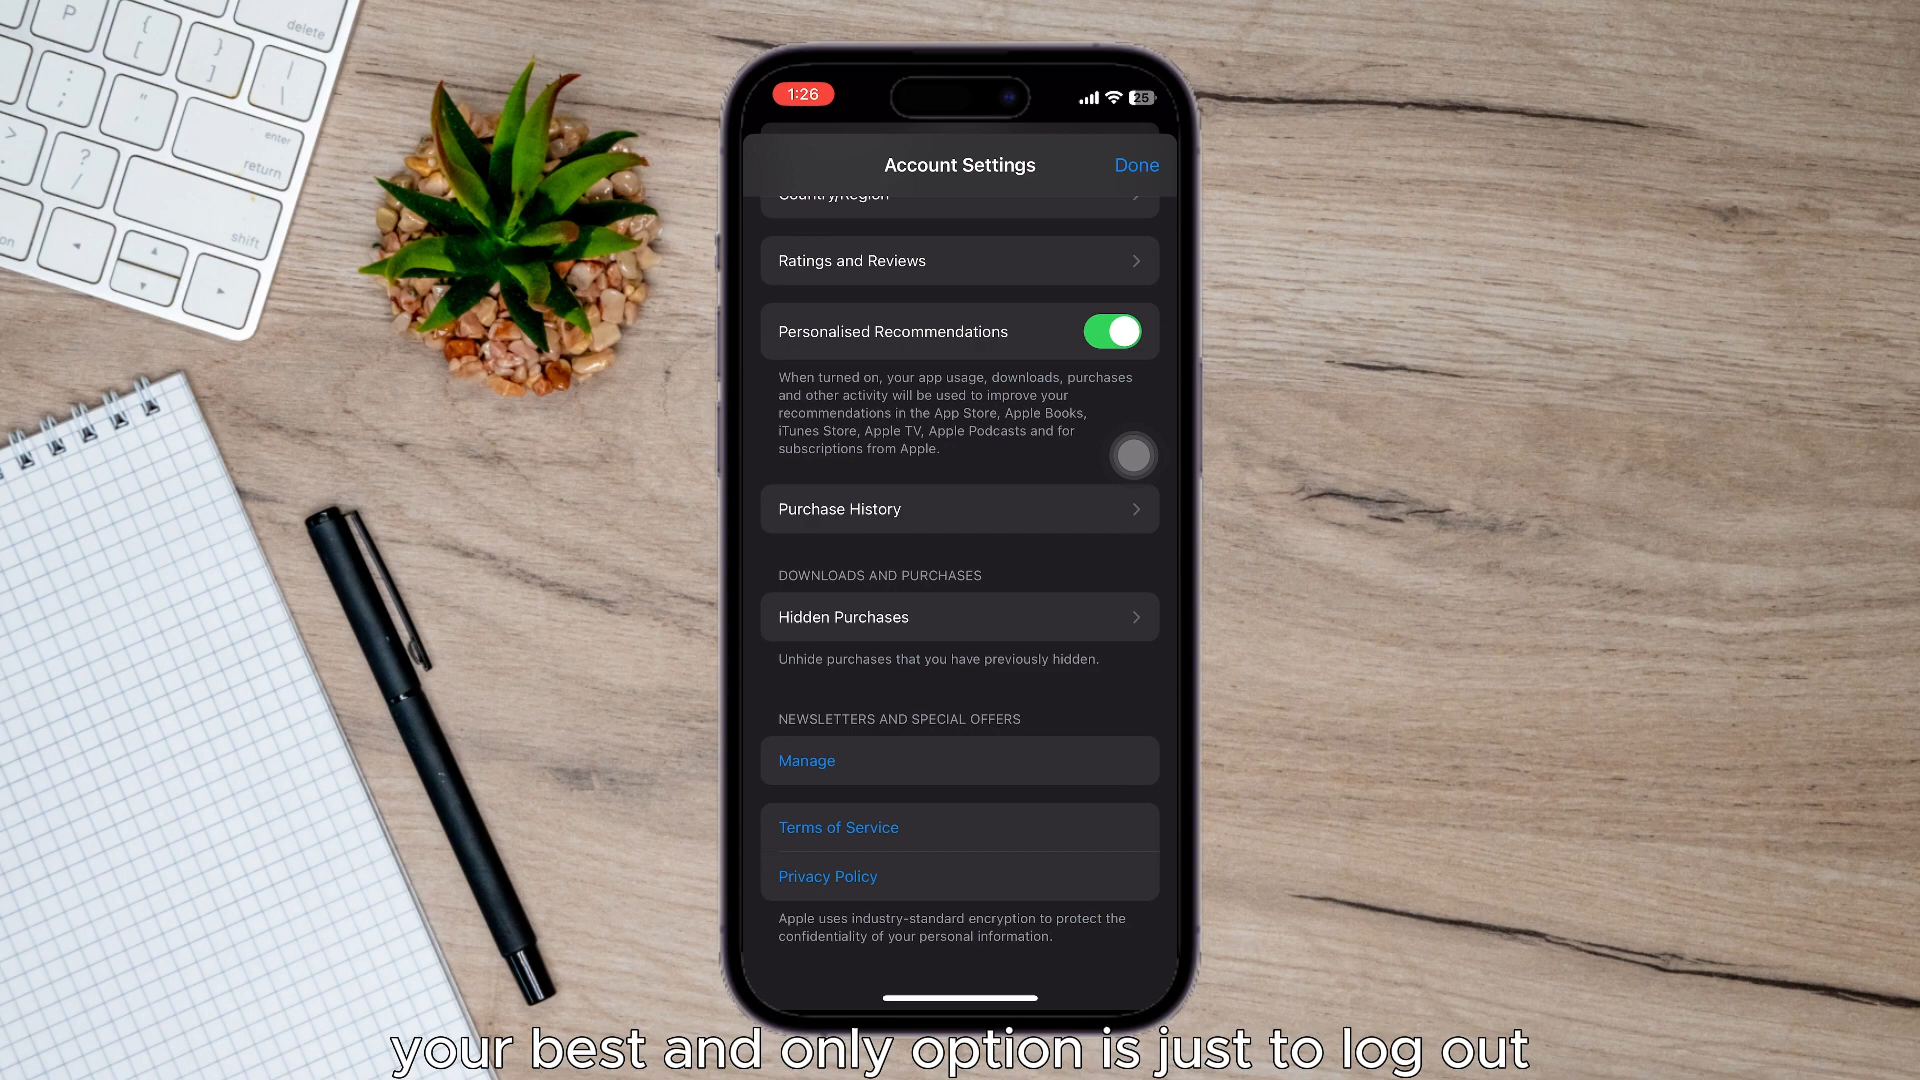 P
{
[
}
]
|
\
delete
:
;
"
'
enter
return
>
.
?
/
shift
1:26
25
Account Settings
Done
Country/Region
Ratings and Reviews
Personalised Recommendations
When turned on, your app usage, downloads, purchases
and other activity will be used to improve your
recommendations in the App Store, Apple Books,
iTunes Store, Apple TV, Apple Podcasts and for
subscriptions from Apple.
Purchase History
DOWNLOADS AND PURCHASES
Hidden Purchases
Unhide purchases that you have previously hidden.
NEWSLETTERS AND SPECIAL OFFERS
Manage
Terms of Service
Privacy Policy
Apple uses industry-standard encryption to protect the
confidentiality of your personal information.
your best and only option is just to log out